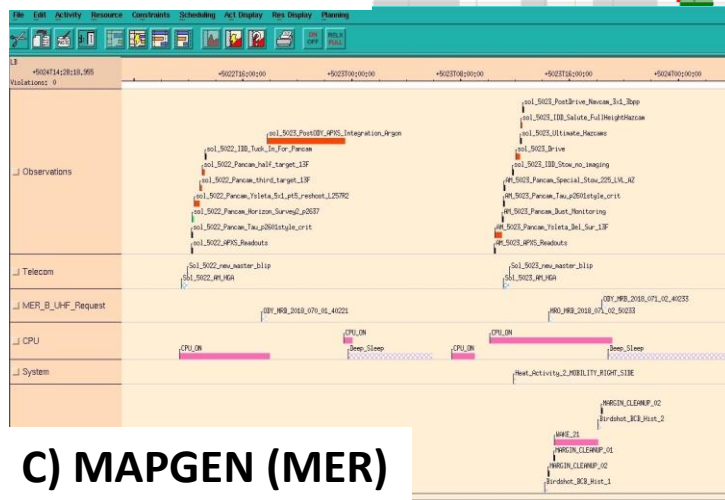 File Edit Activity Resource Constraints Scheduling Act Display Res Display Planning
ON
OFF
RELX
FULL
LB
+5024T14:28:18,955
Violations: 0
+5022T16:00:00 +5023T00:00:00 +5023T08:00:00 +5023T16:00:00 +5024T00:00:00
Observations
sol_5023_PostDrive_Navcam_3x1_3bpp
sol_5023_IDD_Salute_FullHeightHazcam
sol_5023_PostODY_APXS_Integration_Argon
sol_5023_Ultimate_Hazcams
sol_5022_IDD_Tuck_In_For_Pancam
sol_5023_Drive
sol_5022_Pancam_half_target_13F
sol_5023_IDD_Stow_no_imaging
sol_5022_Pancam_third_target_13F
AM_5023_Pancam_Special_Stow_225_LVL_AZ
sol_5022_Pancam_Ysleta_5x1_pt5_reshost_L257R2
AM_5023_Pancam_Tau_p2601style_crit
sol_5022_Pancam_Horizon_Survey2_p2637
AM_5023_Pancam_Dust_Monitoring
sol_5022_Pancam_Tau_p2601style_crit
AM_5023_Pancam_Ysleta_Del_Sur_13F
sol_5022_APXS_Readouts
AM_5023_APXS_Readouts
Telecom
Sol_5022_new_master_blip
Sol_5023_new_master_blip
Sol_5022_AM_HGA
Sol_5023_AM_HGA
MER_B_UHF_Request
ODY_MRB_2018_071_02_40233
ODY_MRB_2018_070_01_40221
MRO_MRB_2018_071_02_50233
CPU
CPU_ON CPU_ON
CPU_ON Deep_Sleep CPU_ON Deep_Sleep
System
Heat_Activity_2_MOBILITY_RIGHT_SIDE
MARGIN_CLEANUP_02
Birdshot_BCB_Hist_2
WAKE_21
MARGIN_CLEANUP_01
MARGIN_CLEANUP_02
Birdshot_BCB_Hist_1
C) MAPGEN (MER)